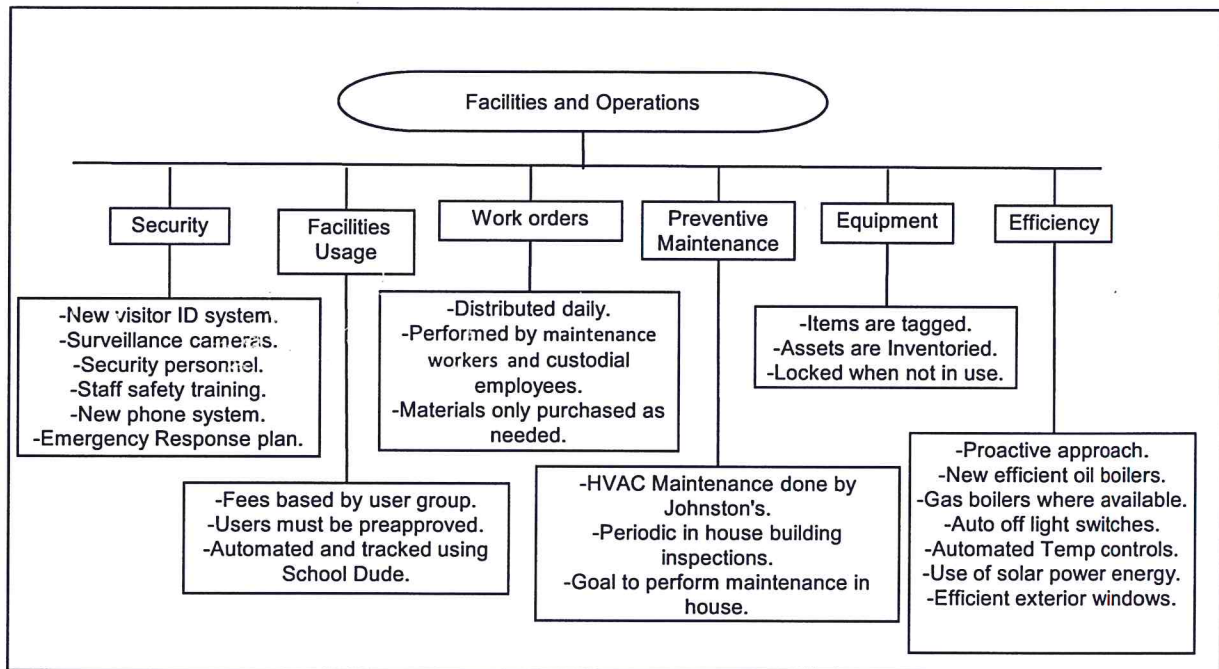 Facilities and Operations
Security
Facilities
Usage
Work orders
Preventive
Maintenance
Equipment
Efficiency
-New visitor ID system.
-Surveillance cameras.
-Security personnel.
-Staff safety training.
-New phone system.
-Emergency Response plan.
-Fees based by user group.
-Users must be preapproved.
-Automated and tracked using
School Dude.
-Distributed daily.
-Performed by maintenance
workers and custodial
employees.
-Materials only purchased as
needed.
-HVAC Maintenance done by
Johnston's.
-Periodic in house building
inspections.
-Goal to perform maintenance in
house.
-Items are tagged.
-Assets are Inventoried.
-Locked when not in use.
-Proactive approach.
-New efficient oil boilers.
-Gas boilers where available.
-Auto off light switches.
-Automated Temp controls.
-Use of solar power energy.
-Efficient exterior windows.